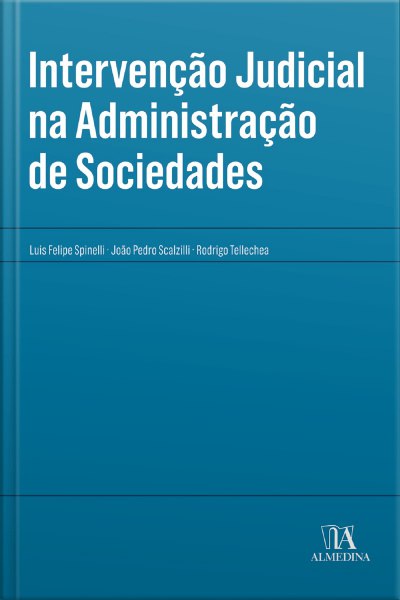 Intervenção Judicial
na Administração
de Sociedades
Luis Felipe Spinelli · João Pedro Scalzilli · Rodrigo Tellechea
ALMEDINA